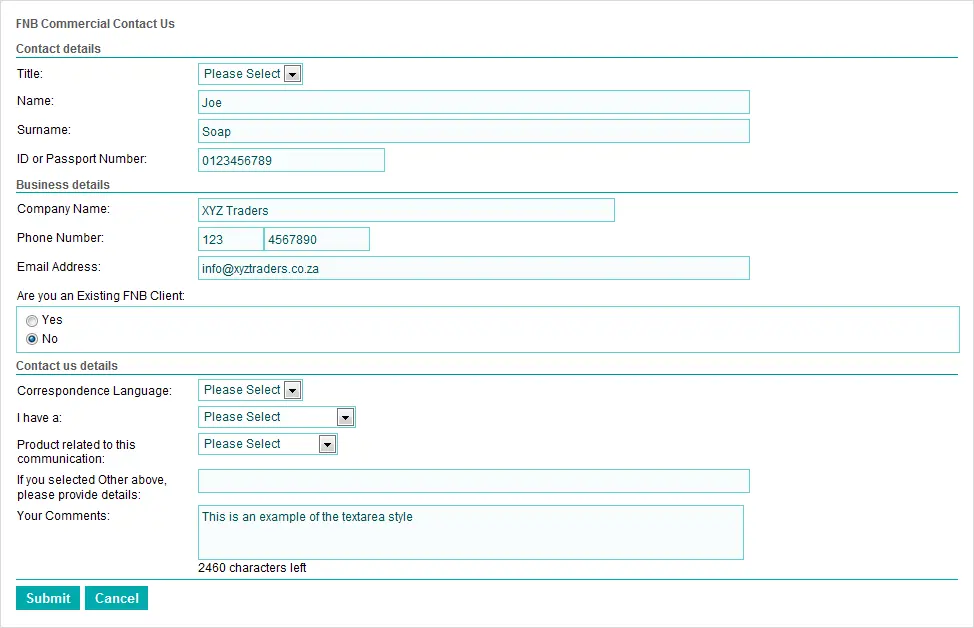 FNB Commercial Contact Us
Contact details
Title: Please Select
Name: Joe
Surname: Soap
ID or Passport Number: 0123456789
Business details
Company Name: XYZ Traders
Phone Number: 123 4567890
Email Address: info@xyztraders.co.za
Are you an Existing FNB Client:
Yes
No
Contact us details
Correspondence Language: Please Select
I have a: Please Select
Product related to this Please Select
communication:
If you selected Other above,
please provide details:
Your Comments: This is an example of the textarea style
2460 characters left
Submit Cancel